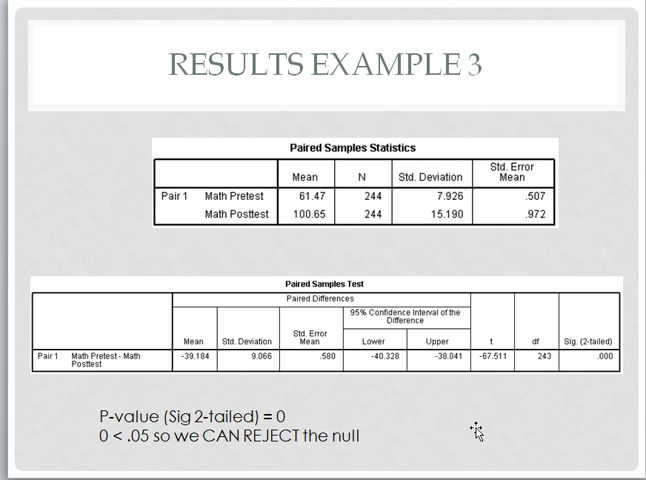 RESULTS EXAMPLE 3
Paired Samples Statistics
Mean N Std. Deviation Std. Error Mean
Pair 1 Math Pretest 61.47 244 7.926 .507
Math Posttest 100.65 244 15.190 .972
Paired Samples Test
Paired Differences
95% Confidence Interval of the Difference
Mean Std. Deviation Std. Error Mean Lower Upper t df Sig. (2-tailed)
Pair 1 Math Pretest - Math Posttest -39.184 9.066 .580 -40.328 -38.041 -67.511 243 .000
P-value (Sig 2-tailed) = 0
0 < .05 so we CAN REJECT the null